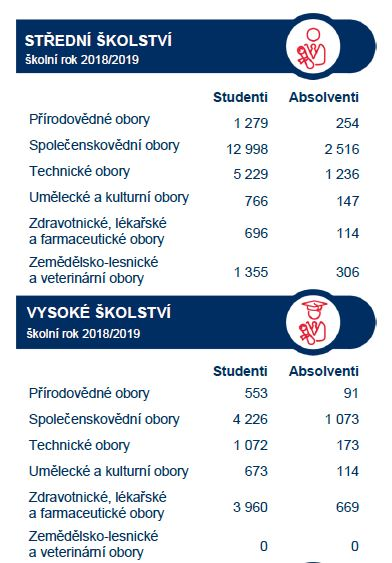 STŘEDNÍ ŠKOLSTVÍ
školní rok 2018/2019
Studenti Absolventi
Přírodovědné obory 1 279 254
Společenskovědní obory 12 998 2 516
Technické obory 5 229 1 236
Umělecké a kulturní obory 766 147
Zdravotnické, lékařské
a farmaceutické obory 696 114
Zemědělsko-lesnické
a veterinární obory 1 355 306
VYSOKÉ ŠKOLSTVÍ
školní rok 2018/2019
Studenti Absolventi
Přírodovědné obory 553 91
Společenskovědní obory 4 226 1 073
Technické obory 1 072 173
Umělecké a kulturní obory 673 114
Zdravotnické, lékařské
a farmaceutické obory 3 960 669
Zemědělsko-lesnické
a veterinární obory 0 0